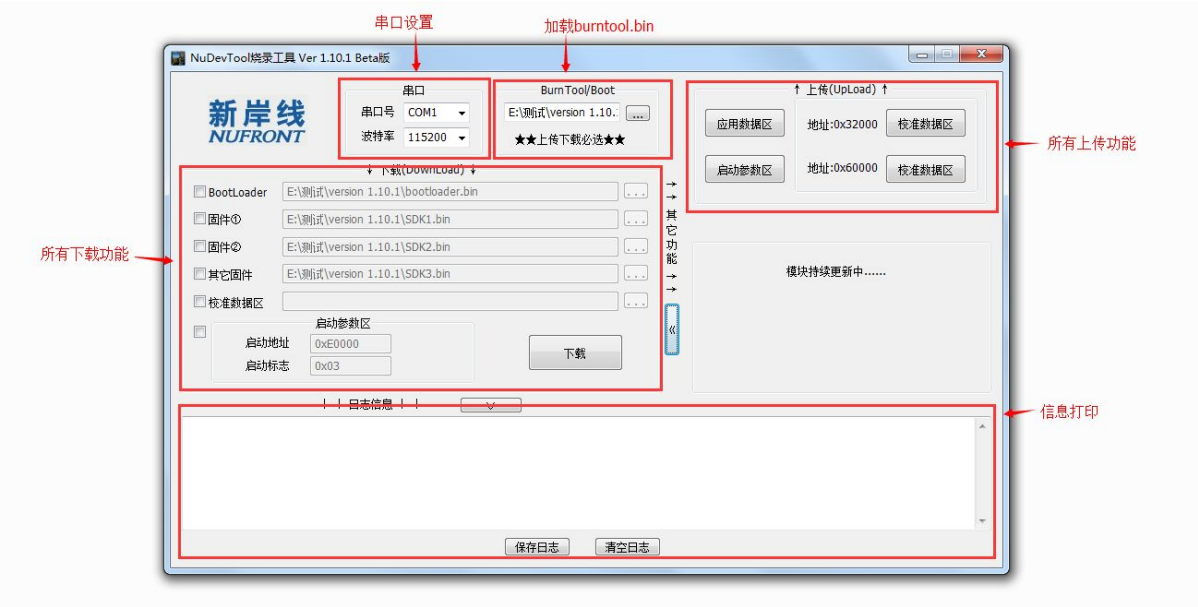 串口设置
加载burntool.bin
NuDevTool烧录工具 Ver 1.10.1 Beta版
新岸线
NUFRONT
串口
串口号 COM1
波特率 115200
BurnTool/Boot
E:\测试\version 1.10.: ...
★★上传下载必选★★
↑ 上传(UpLoad) ↑
应用数据区 地址:0x32000 校准数据区
启动参数区 地址:0x60000 校准数据区
所有上传功能
↓ 下载(DownLoad) ↓
BootLoader E:\测试\version 1.10.1\bootloader.bin ...
固件① E:\测试\version 1.10.1\SDK1.bin ...
固件② E:\测试\version 1.10.1\SDK2.bin ...
其它固件 E:\测试\version 1.10.1\SDK3.bin ...
校准数据区 ...
启动参数区
启动地址 0xE0000
启动标志 0x03
下载
所有下载功能
→→其它功能→→
《
模块持续更新中......
日志信息
信息打印
保存日志 清空日志